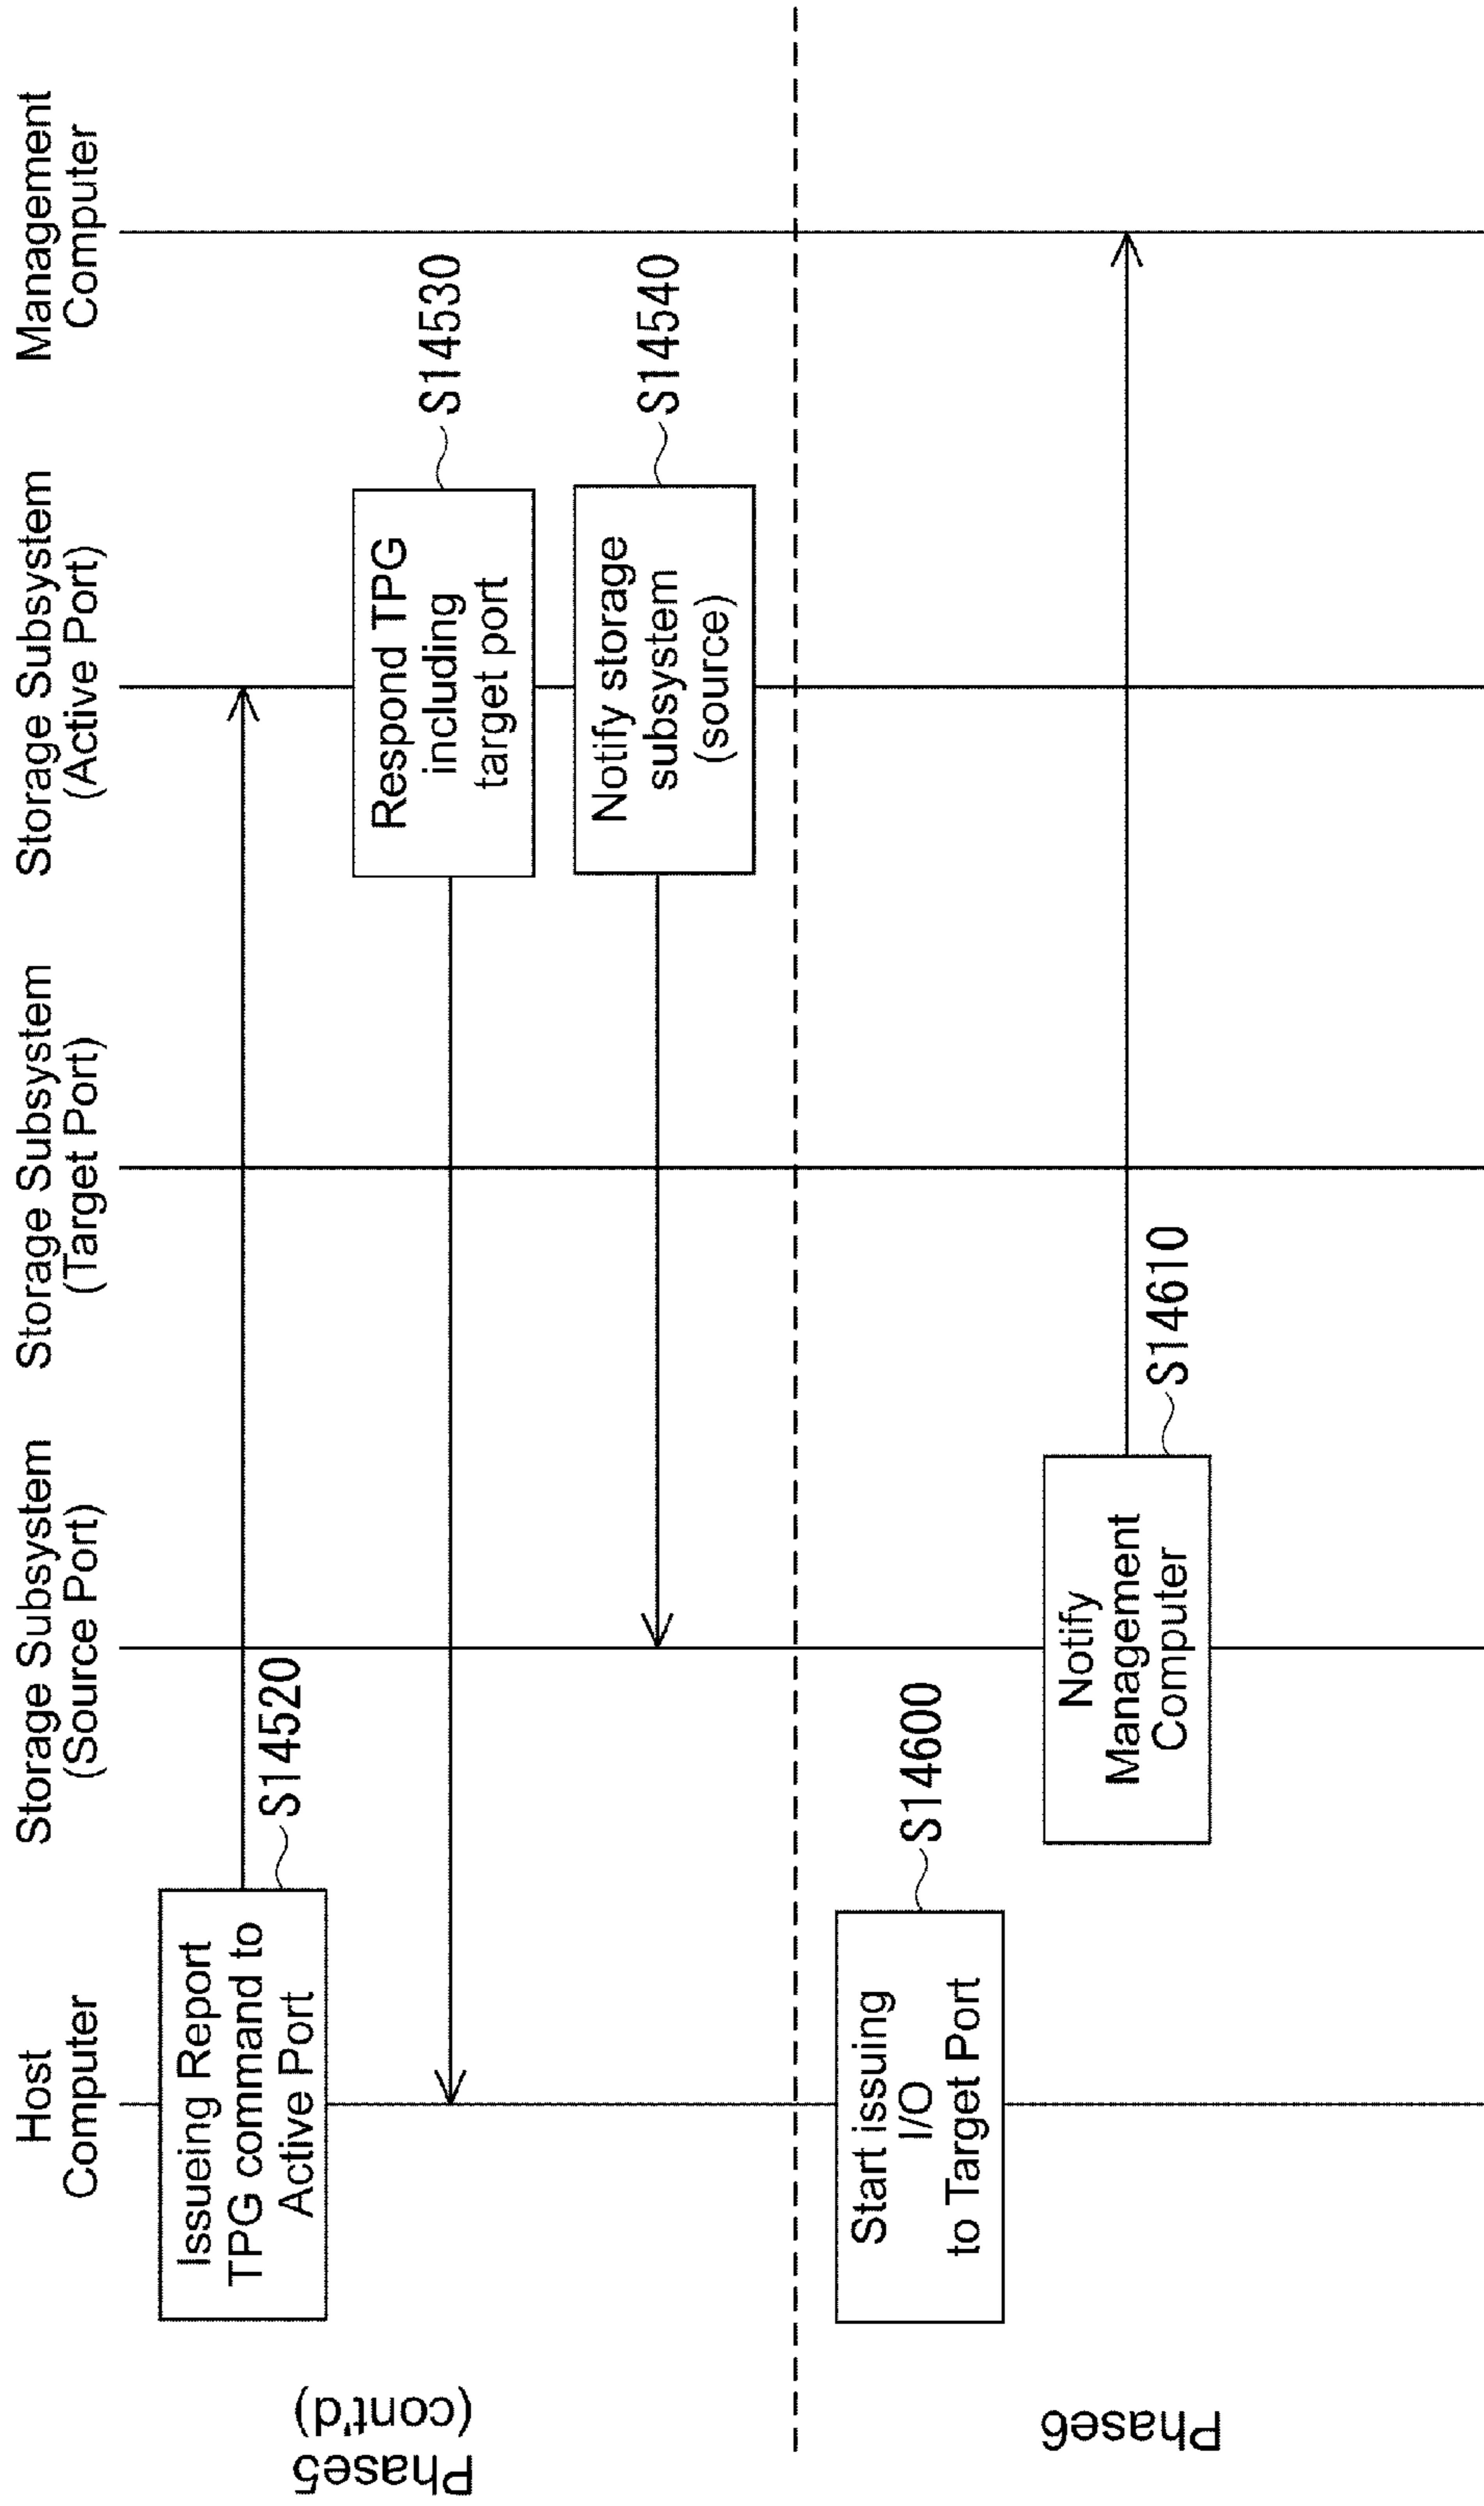 Host
Computer
Storage Subsystem
(Source Port)
Storage Subsystem
(Target Port)
Storage Subsystem
(Active Port)
Management
Computer
Phase5
(cont'd)
Issueing Report
TPG command to
Active Port
S14520
Respond TPG
including
target port
S14530
Notify storage
subsystem
(source)
S14540
Phase6
Start issuing
I/O
to Target Port
S14600
Notify
Management
Computer
S14610